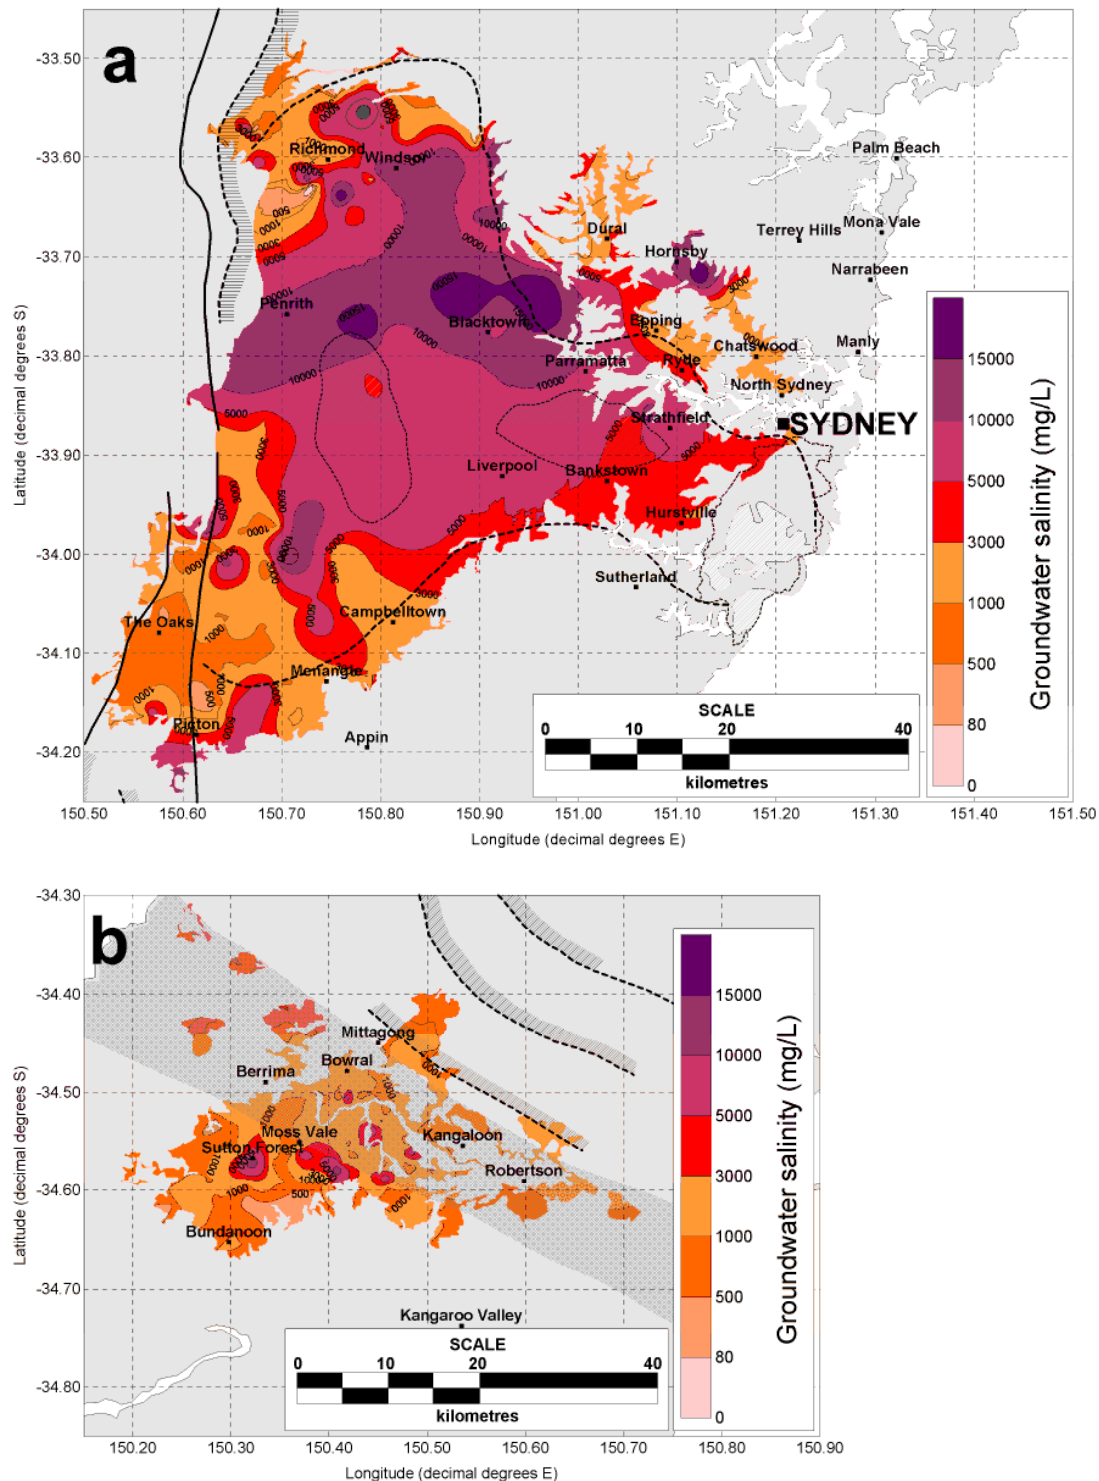 a
-33.50
-33.60
-33.70
-33.80
-33.90
-34.00
-34.10
-34.20
Latitude (decimal degrees S)
Palm Beach
Richmond
Windsor
Mona Vale
Dural
Terrey Hills
Hornsby
Narrabeen
Penrith
Blacktown
Epping
Chatswood
Manly
Parramatta
Ryde
North Sydney
Strathfield
SYDNEY
Liverpool
Bankstown
Hurstville
Sutherland
Campbelltown
The Oaks
Menangle
Picton
Appin
500
1000
3000
5000
10000
15000
Groundwater salinity (mg/L)
15000
10000
5000
3000
1000
500
80
0
SCALE
0 10 20 40
kilometres
150.50 150.60 150.70 150.80 150.90 151.00 151.10 151.20 151.30 151.40 151.50
Longitude (decimal degrees E)
b
-34.30
-34.40
-34.50
-34.60
-34.70
-34.80
Latitude (decimal degrees S)
Mittagong
Bowral
Berrima
Moss Vale
Sutton Forest
Kangaloon
Robertson
Bundanoon
Kangaroo Valley
1000
500
Groundwater salinity (mg/L)
15000
10000
5000
3000
1000
500
80
0
SCALE
0 10 20 40
kilometres
150.20 150.30 150.40 150.50 150.60 150.70 150.80 150.90
Longitude (decimal degrees E)